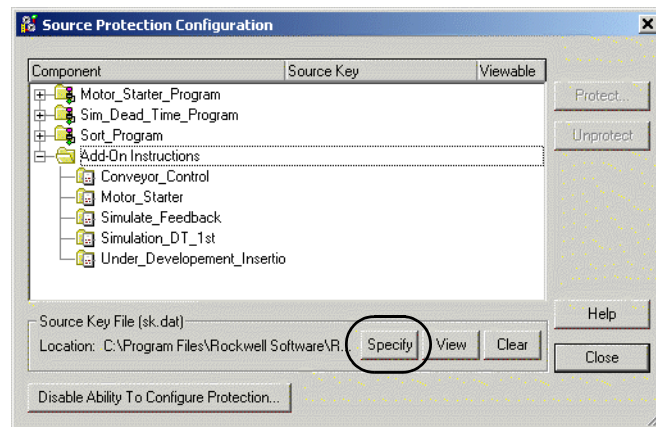 Source Protection Configuration
Component Source Key Viewable
Motor_Starter_Program
Sim_Dead_Time_Program
Sort_Program
Add-On Instructions
Conveyor_Control
Motor_Starter
Simulate_Feedback
Simulation_DT_1st
Under_Developement_Insertio
Protect...
Unprotect
Source Key File (sk.dat)
Location: C:\Program Files\Rockwell Software\R... Specify View Clear
Help
Close
Disable Ability To Configure Protection...